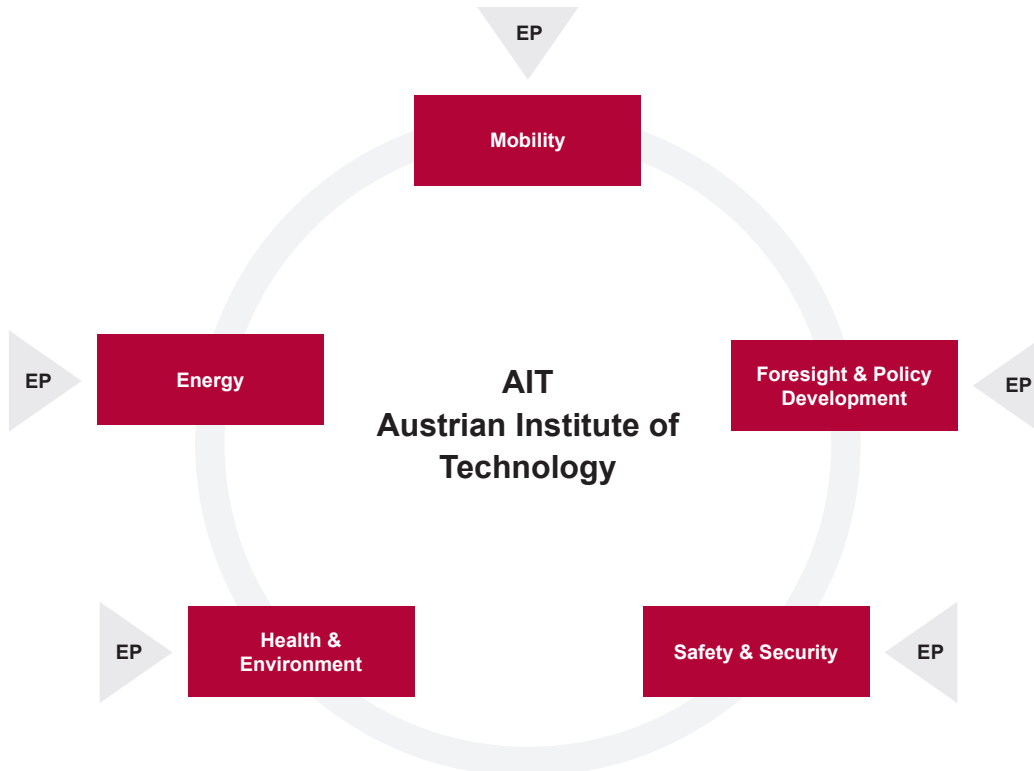 EP
Mobility
EP
Energy
AIT
Austrian Institute of
Technology
Foresight & Policy
Development
EP
EP
Health &
Environment
Safety & Security
EP